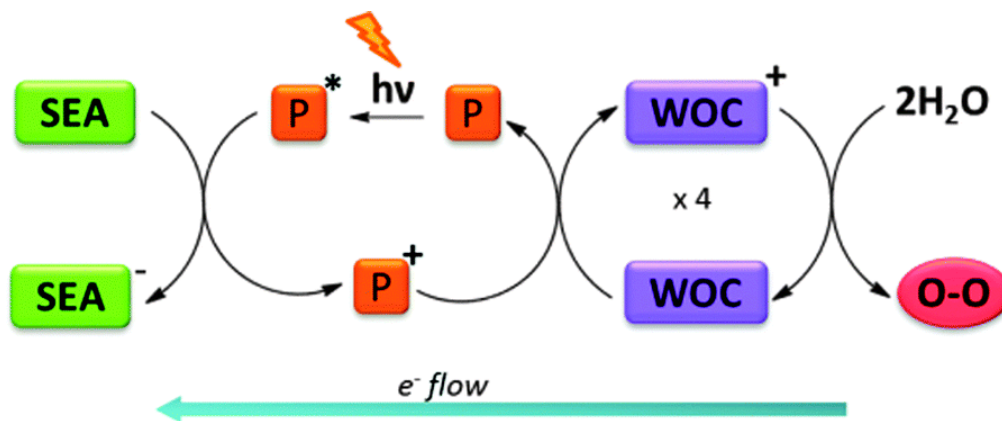 SEA P* hν P WOC+ 2H₂O
x 4
SEA- P+ WOC O-O
e- flow